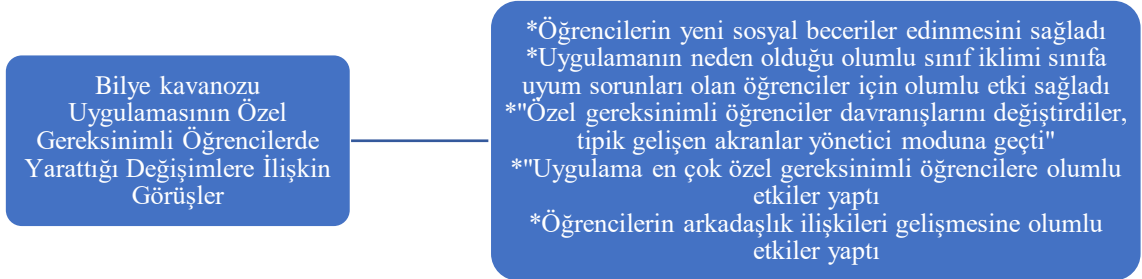 Bilye kavanozu
Uygulamasının Özel
Gereksinimli Öğrencilerde
Yarattığı Değişimlere İlişkin
Görüşler
*Öğrencilerin yeni sosyal beceriler edinmesini sağladı
*Uygulamanın neden olduğu olumlu sınıf iklimi sınıfa
uyum sorunları olan öğrenciler için olumlu etki sağladı
*"Özel gereksinimli öğrenciler davranışlarını değiştirdiler,
tipik gelişen akranlar yönetici moduna geçti"
*"Uygulama en çok özel gereksinimli öğrencilere olumlu
etkiler yaptı
*Öğrencilerin arkadaşlık ilişkileri gelişmesine olumlu
etkiler yaptı